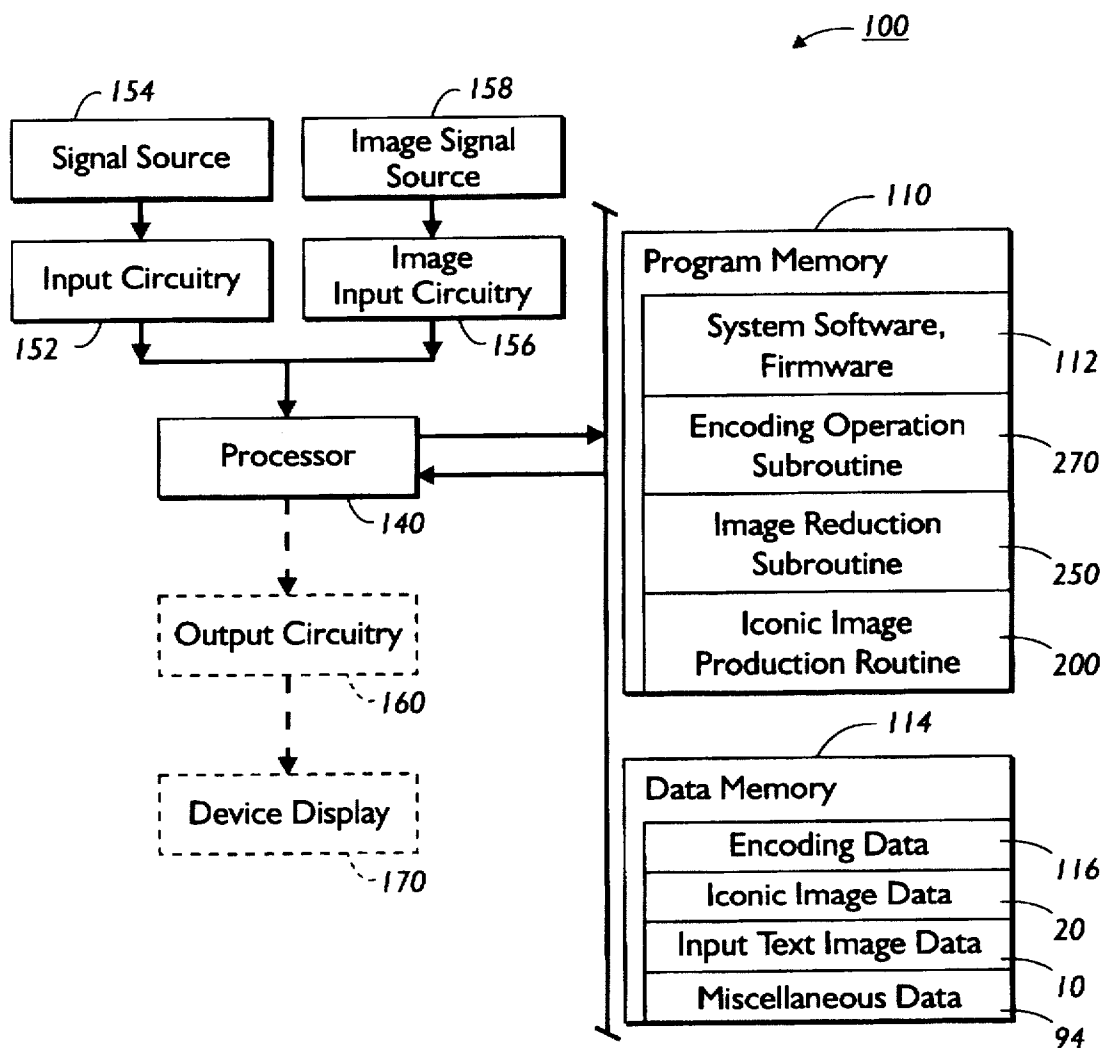 100
154
158
Signal Source
Image Signal
Source
110
Input Circuitry
Image
Input Circuitry
152
156
Program Memory
System Software,
Firmware
112
Encoding Operation
Subroutine
270
Processor
140
Image Reduction
Subroutine
250
Output Circuitry
160
Iconic Image
Production Routine
200
114
Device Display
170
Data Memory
Encoding Data
116
Iconic Image Data
20
Input Text Image Data
10
Miscellaneous Data
94